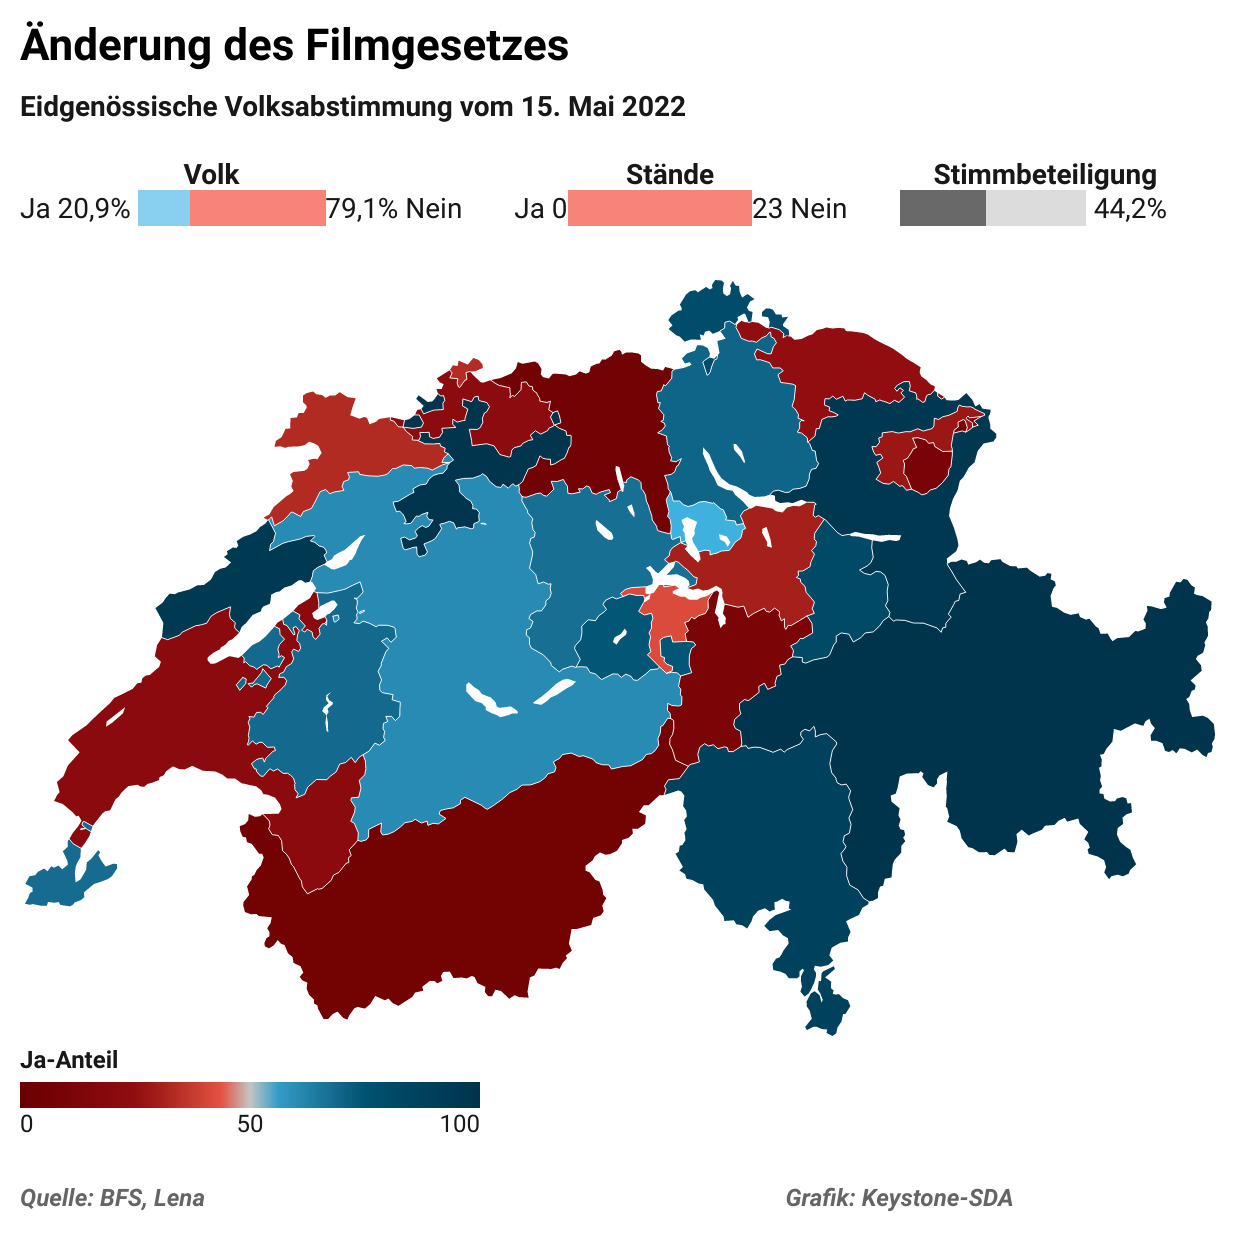 Änderung des Filmgesetzes
Eidgenössische Volksabstimmung vom 15. Mai 2022
Volk
Ja 20,9% 79,1% Nein
Stände
Ja 0 23 Nein
Stimmbeteiligung
44,2%
Ja-Anteil
0 50 100
Quelle: BFS, Lena
Grafik: Keystone-SDA